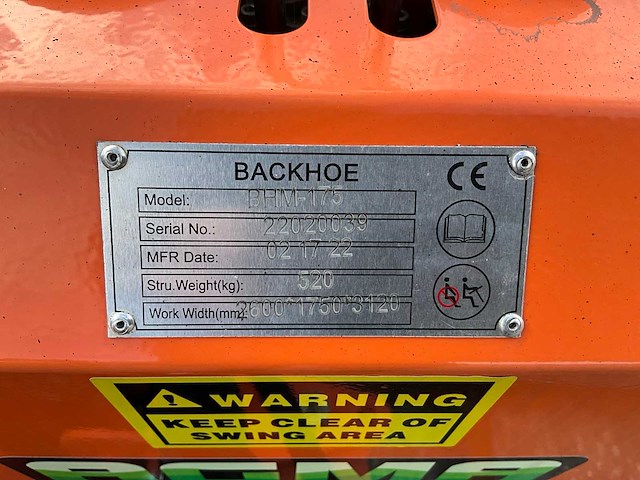 BACKHOE
CE
Model: BHM-175
Serial No.: 22020039
MFR Date: 02 17 22
Stru.Weight(kg): 520
Work Width(mm): 2600*1750*3120
WARNING
KEEP CLEAR OF
SWING AREA